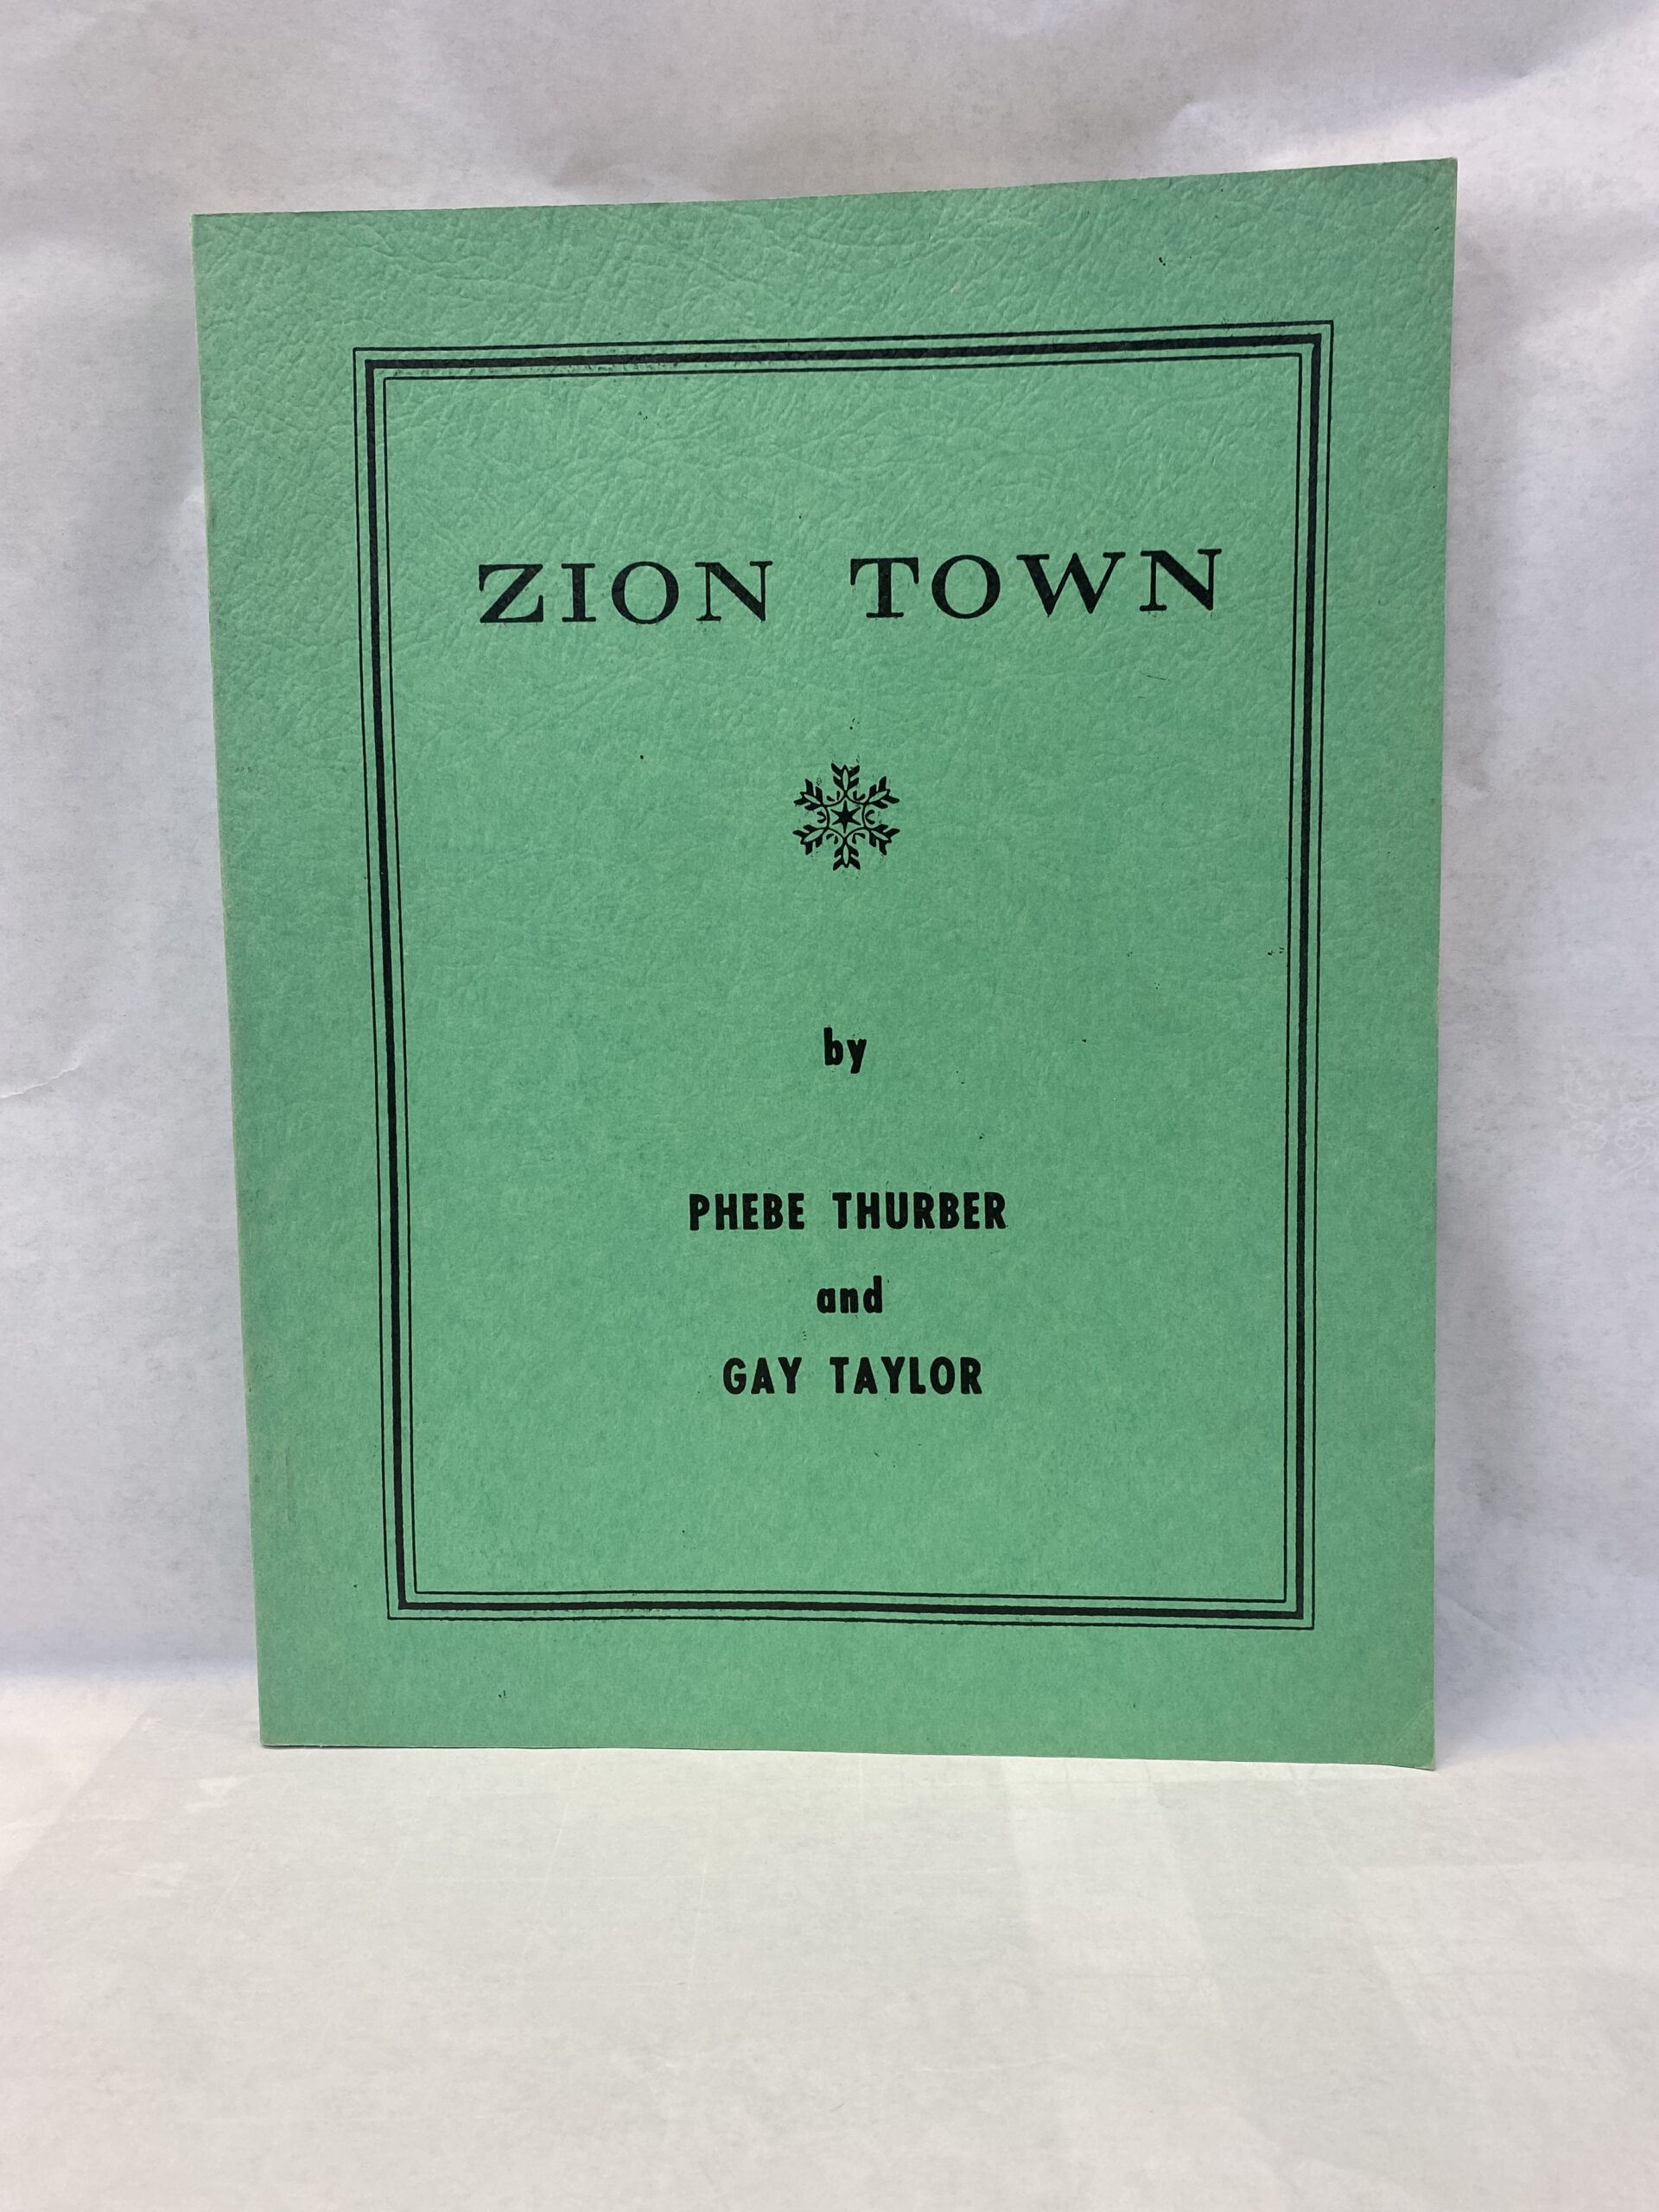 ZION TOWN
by
PHEBE THURBER
and
GAY TAYLOR